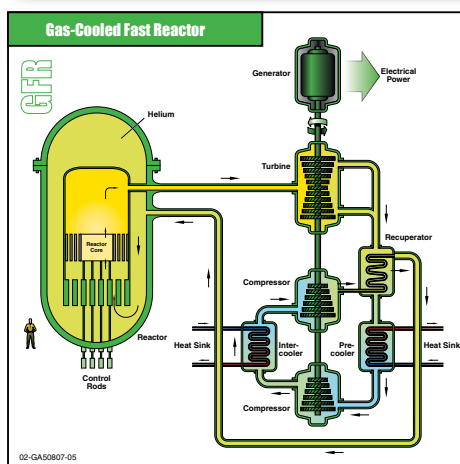 Gas-Cooled Fast Reactor
GFR
Generator
Electrical
Power
Helium
Turbine
Reactor
Core
Recuperator
Compressor
Reactor
Heat Sink
Inter-
cooler
Pre-
cooler
Heat Sink
Control
Rods
Compressor
02-GA50807-05